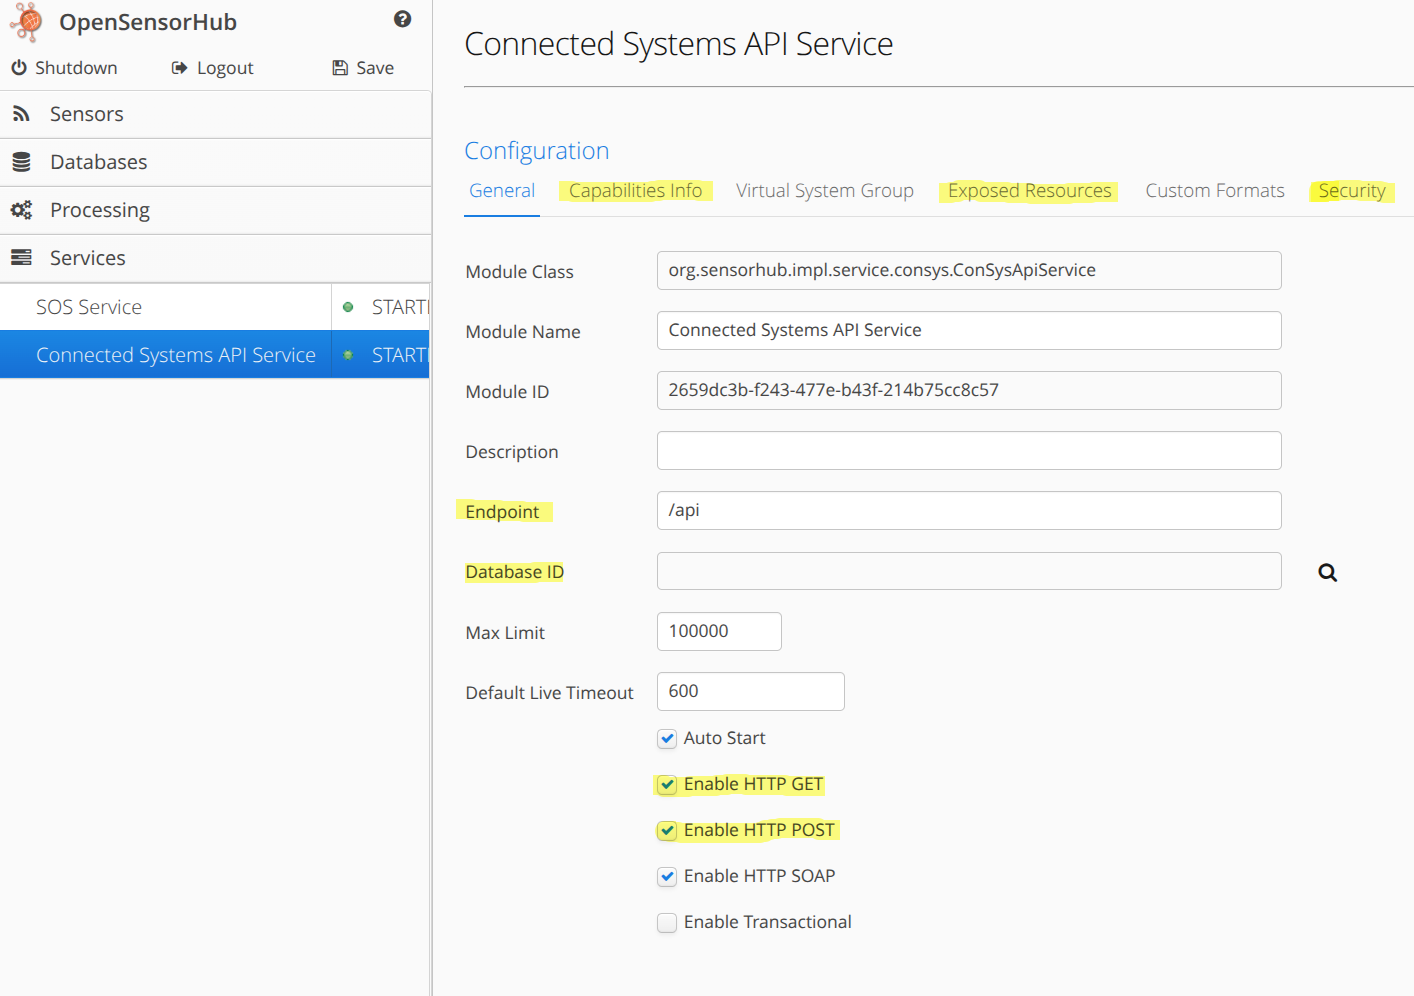 OpenSensorHub
Shutdown Logout Save
Sensors
Databases
Processing
Services
SOS Service START
Connected Systems API Service START
Connected Systems API Service
Configuration
General Capabilities Info Virtual System Group Exposed Resources Custom Formats Security
Module Class org.sensorhub.impl.service.consys.ConSysApiService
Module Name Connected Systems API Service
Module ID 2659dc3b-f243-477e-b43f-214b75cc8c57
Description
Endpoint /api
Database ID
Max Limit 100000
Default Live Timeout 600
Auto Start
Enable HTTP GET
Enable HTTP POST
Enable HTTP SOAP
Enable Transactional